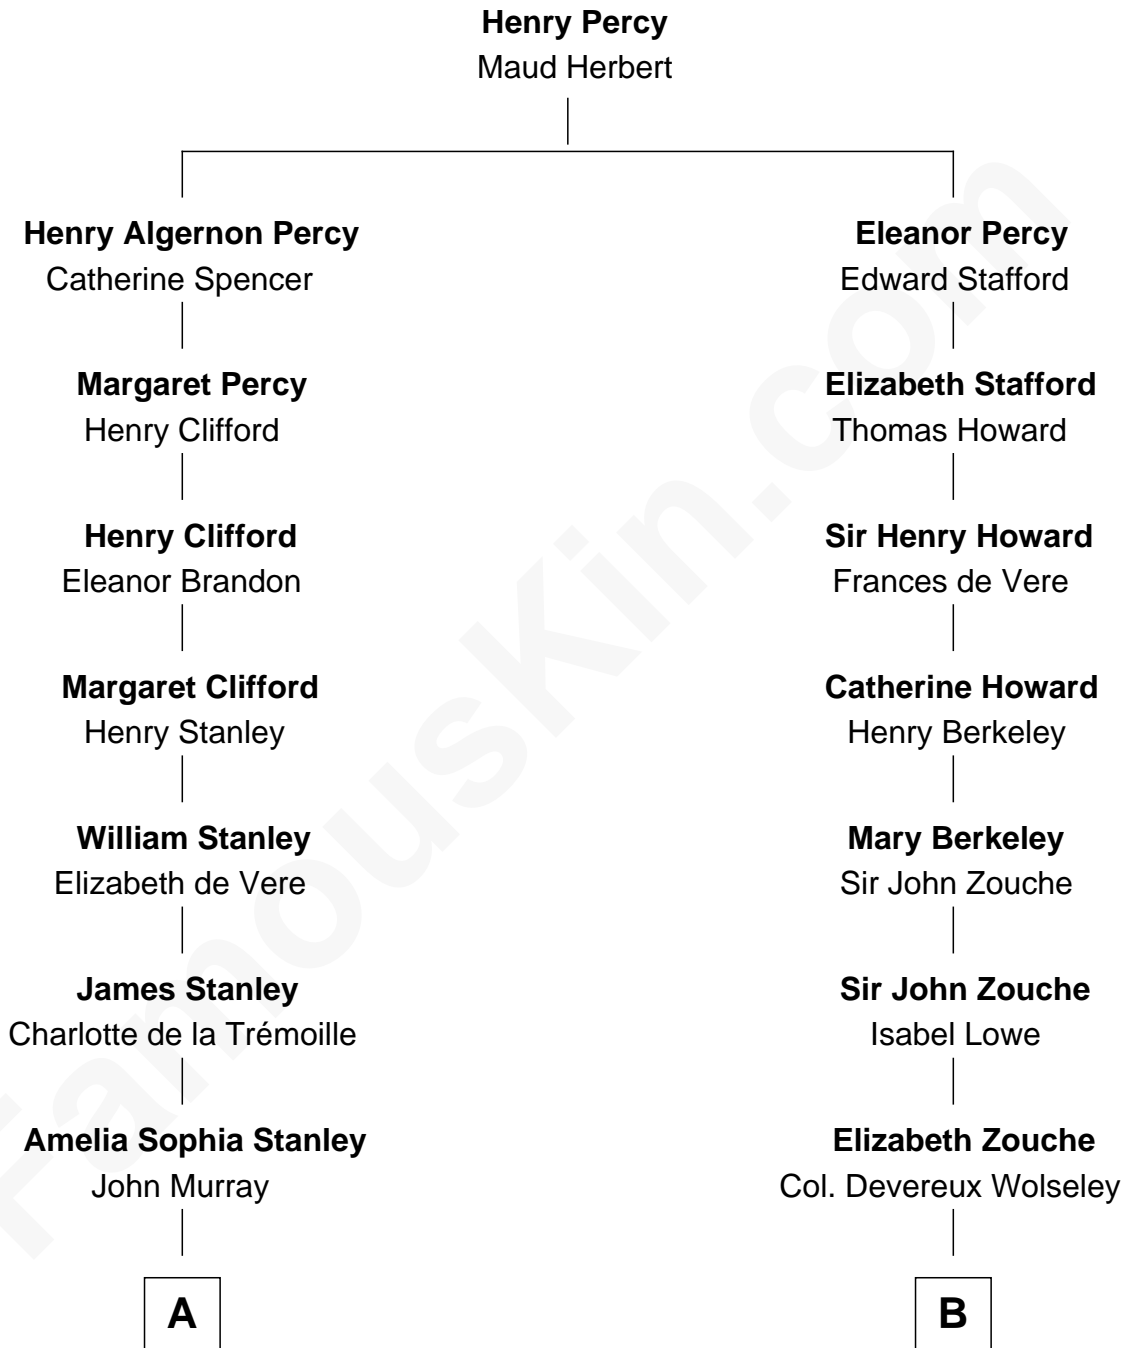 Henry Percy
Maud Herbert
Henry Algernon Percy
Catherine Spencer
Eleanor Percy
Edward Stafford
Margaret Percy
Henry Clifford
Elizabeth Stafford
Thomas Howard
Henry Clifford
Eleanor Brandon
Sir Henry Howard
Frances de Vere
Margaret Clifford
Henry Stanley
Catherine Howard
Henry Berkeley
William Stanley
Elizabeth de Vere
Mary Berkeley
Sir John Zouche
James Stanley
Charlotte de la Trémoille
Sir John Zouche
Isabel Lowe
Amelia Sophia Stanley
John Murray
Elizabeth Zouche
Col. Devereux Wolseley
A
B
FamousKin.com